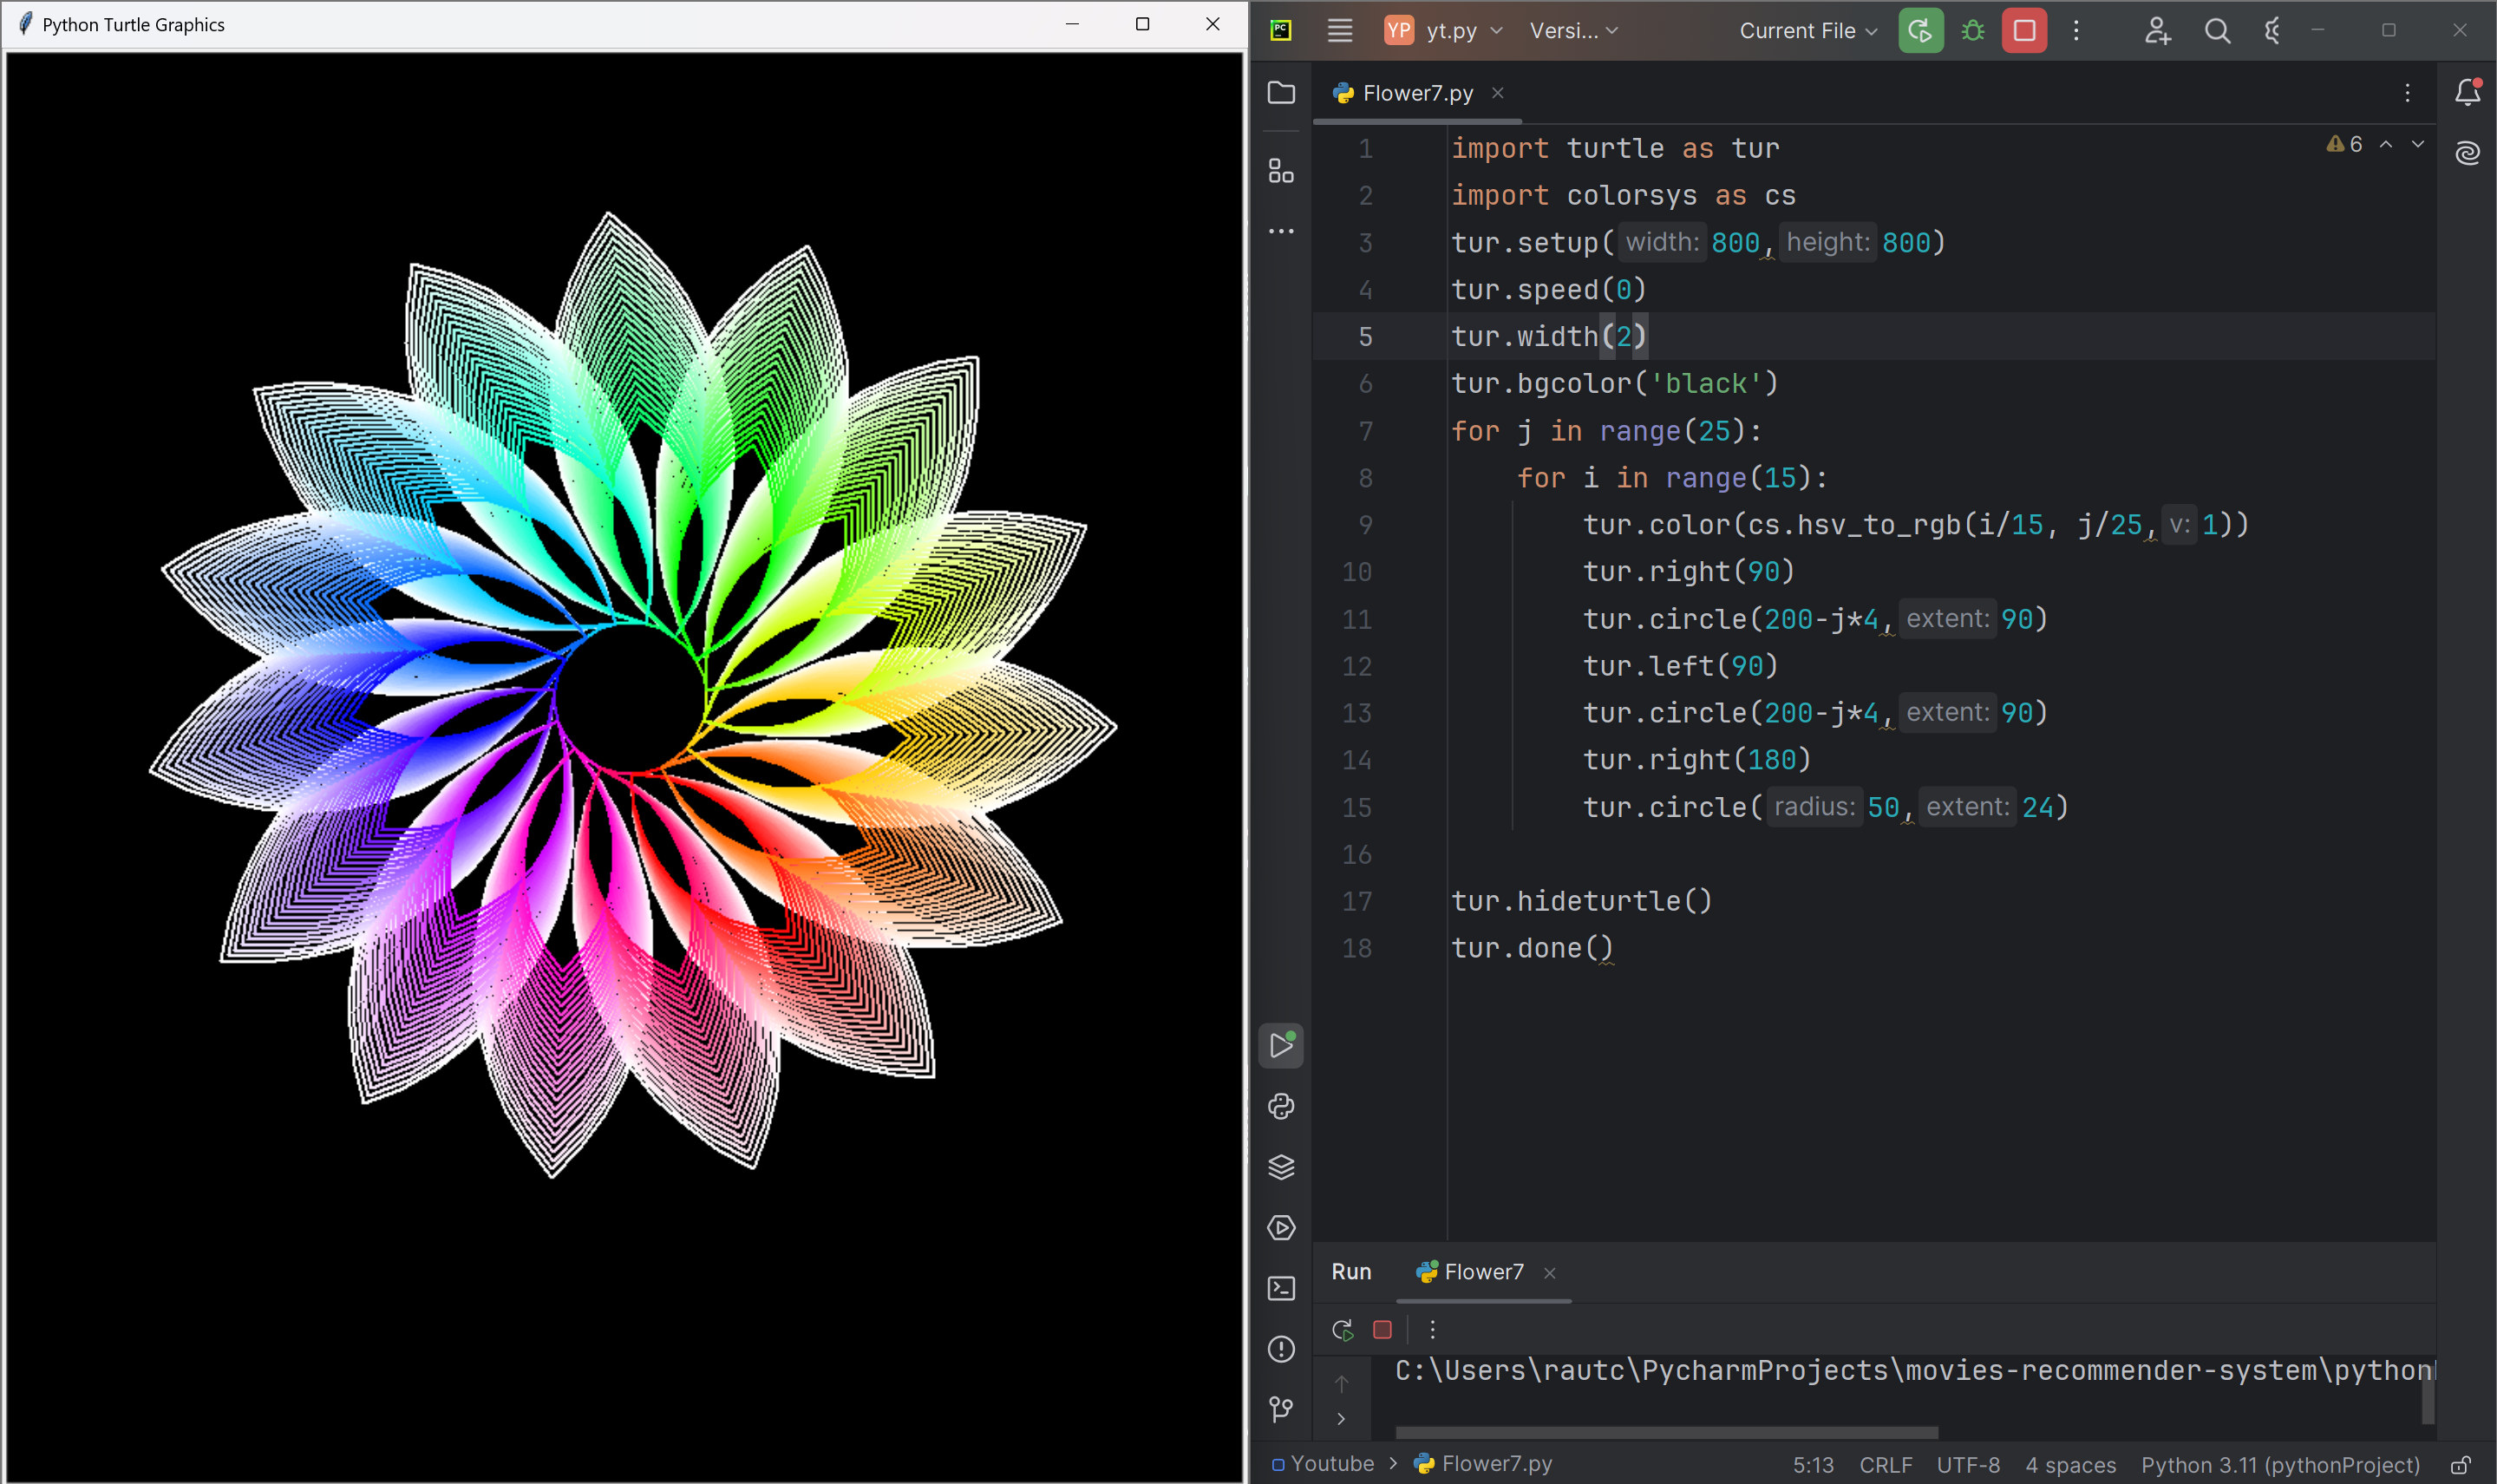 Python Turtle Graphics
PC
YP yt.py Versi... Current File
Flower7.py
6
1 import turtle as tur
2 import colorsys as cs
3 tur.setup( width: 800, height: 800)
4 tur.speed(0)
5 tur.width(2)
6 tur.bgcolor('black')
7 for j in range(25):
8 for i in range(15):
9 tur.color(cs.hsv_to_rgb(i/15, j/25, v: 1))
10 tur.right(90)
11 tur.circle(200-j*4, extent: 90)
12 tur.left(90)
13 tur.circle(200-j*4, extent: 90)
14 tur.right(180)
15 tur.circle( radius: 50, extent: 24)
16
17 tur.hideturtle()
18 tur.done()
Run Flower7
C:\Users\rautc\PycharmProjects\movies-recommender-system\python
Youtube > Flower7.py 5:13 CRLF UTF-8 4 spaces Python 3.11 (pythonProject)